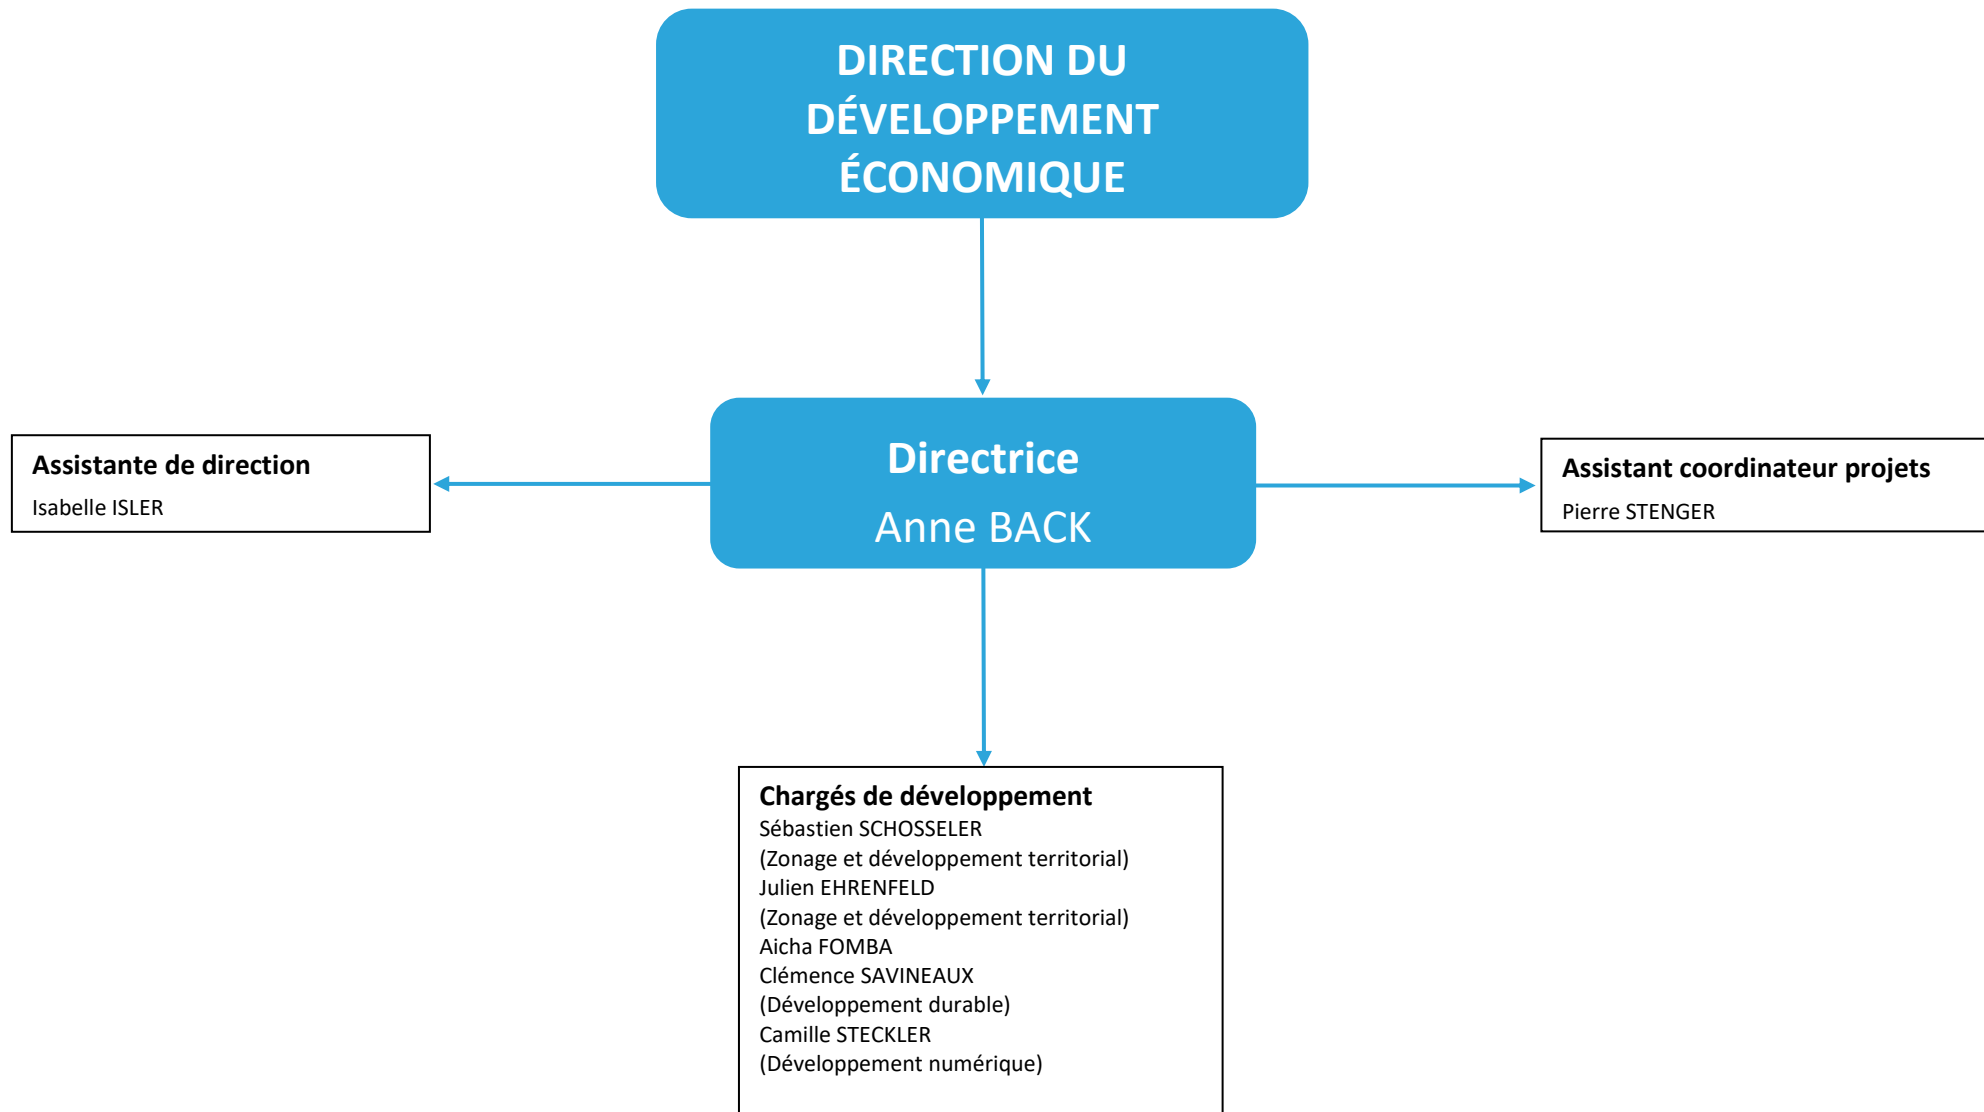 DIRECTION DU
DÉVELOPPEMENT
ÉCONOMIQUE
Assistante de direction
Isabelle ISLER
Directrice
Anne BACK
Assistant coordinateur projets
Pierre STENGER
Chargés de développement
Sébastien SCHOSSELER
(Zonage et développement territorial)
Julien EHRENFELD
(Zonage et développement territorial)
Aicha FOMBA
Clémence SAVINEAUX
(Développement durable)
Camille STECKLER
(Développement numérique)